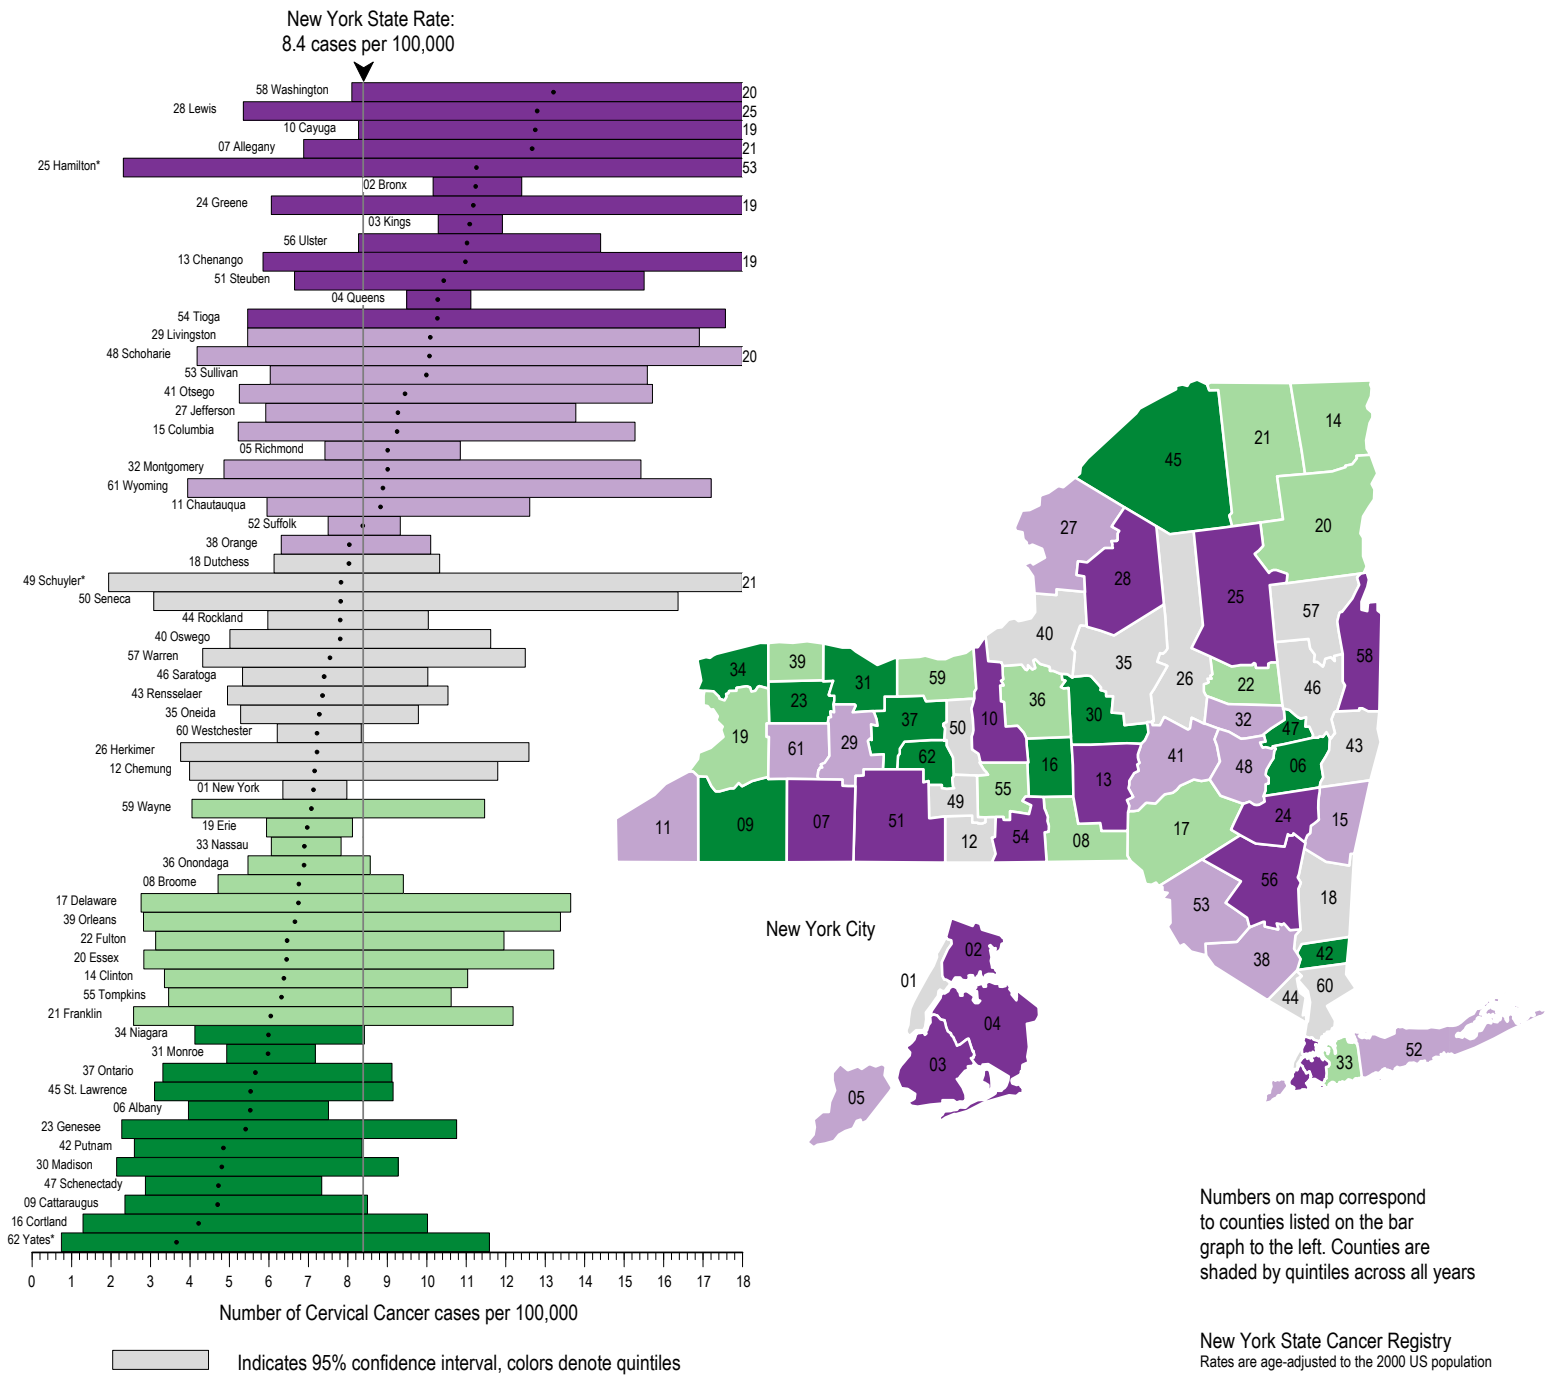 New York State Rate:
8.4 cases per 100,000
58 Washington
20
28 Lewis
25
10 Cayuga
19
07 Allegany
21
25 Hamilton*
53
02 Bronx
24 Greene
19
03 Kings
56 Ulster
13 Chenango
19
51 Steuben
04 Queens
54 Tioga
29 Livingston
48 Schoharie
20
53 Sullivan
41 Otsego
27 Jefferson
15 Columbia
05 Richmond
32 Montgomery
61 Wyoming
11 Chautauqua
52 Suffolk
38 Orange
18 Dutchess
49 Schuyler*
21
50 Seneca
44 Rockland
40 Oswego
57 Warren
46 Saratoga
43 Rensselaer
35 Oneida
60 Westchester
26 Herkimer
12 Chemung
01 New York
59 Wayne
19 Erie
33 Nassau
36 Onondaga
08 Broome
17 Delaware
39 Orleans
22 Fulton
20 Essex
14 Clinton
55 Tompkins
21 Franklin
34 Niagara
31 Monroe
37 Ontario
45 St. Lawrence
06 Albany
23 Genesee
42 Putnam
30 Madison
47 Schenectady
09 Cattaraugus
16 Cortland
62 Yates*
0 1 2 3 4 5 6 7 8 9 10 11 12 13 14 15 16 17 18
Number of Cervical Cancer cases per 100,000
Indicates 95% confidence interval, colors denote quintiles
14
21
45
20
27
28
25
57
40
58
35
34
39
26
59
31
22
46
36
23
32
30
37
50
10
47
19
43
29
61
41
62
48
06
16
13
55
49
24
11
09
07
51
15
17
12
54
08
56
18
53
42
38
60
44
52
33
New York City
02
01
04
03
05
Numbers on map correspond
to counties listed on the bar
graph to the left. Counties are
shaded by quintiles across all years
New York State Cancer Registry
Rates are age-adjusted to the 2000 US population